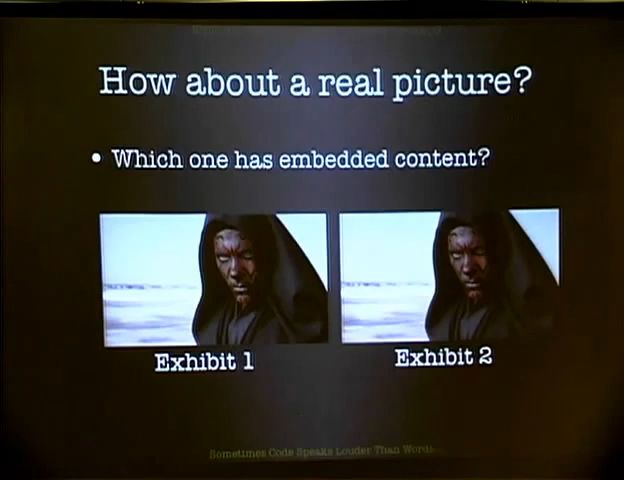 How about a real picture?
• Which one has embedded content?
Exhibit 1
Exhibit 2
Sometimes Code Speaks Louder Than Words